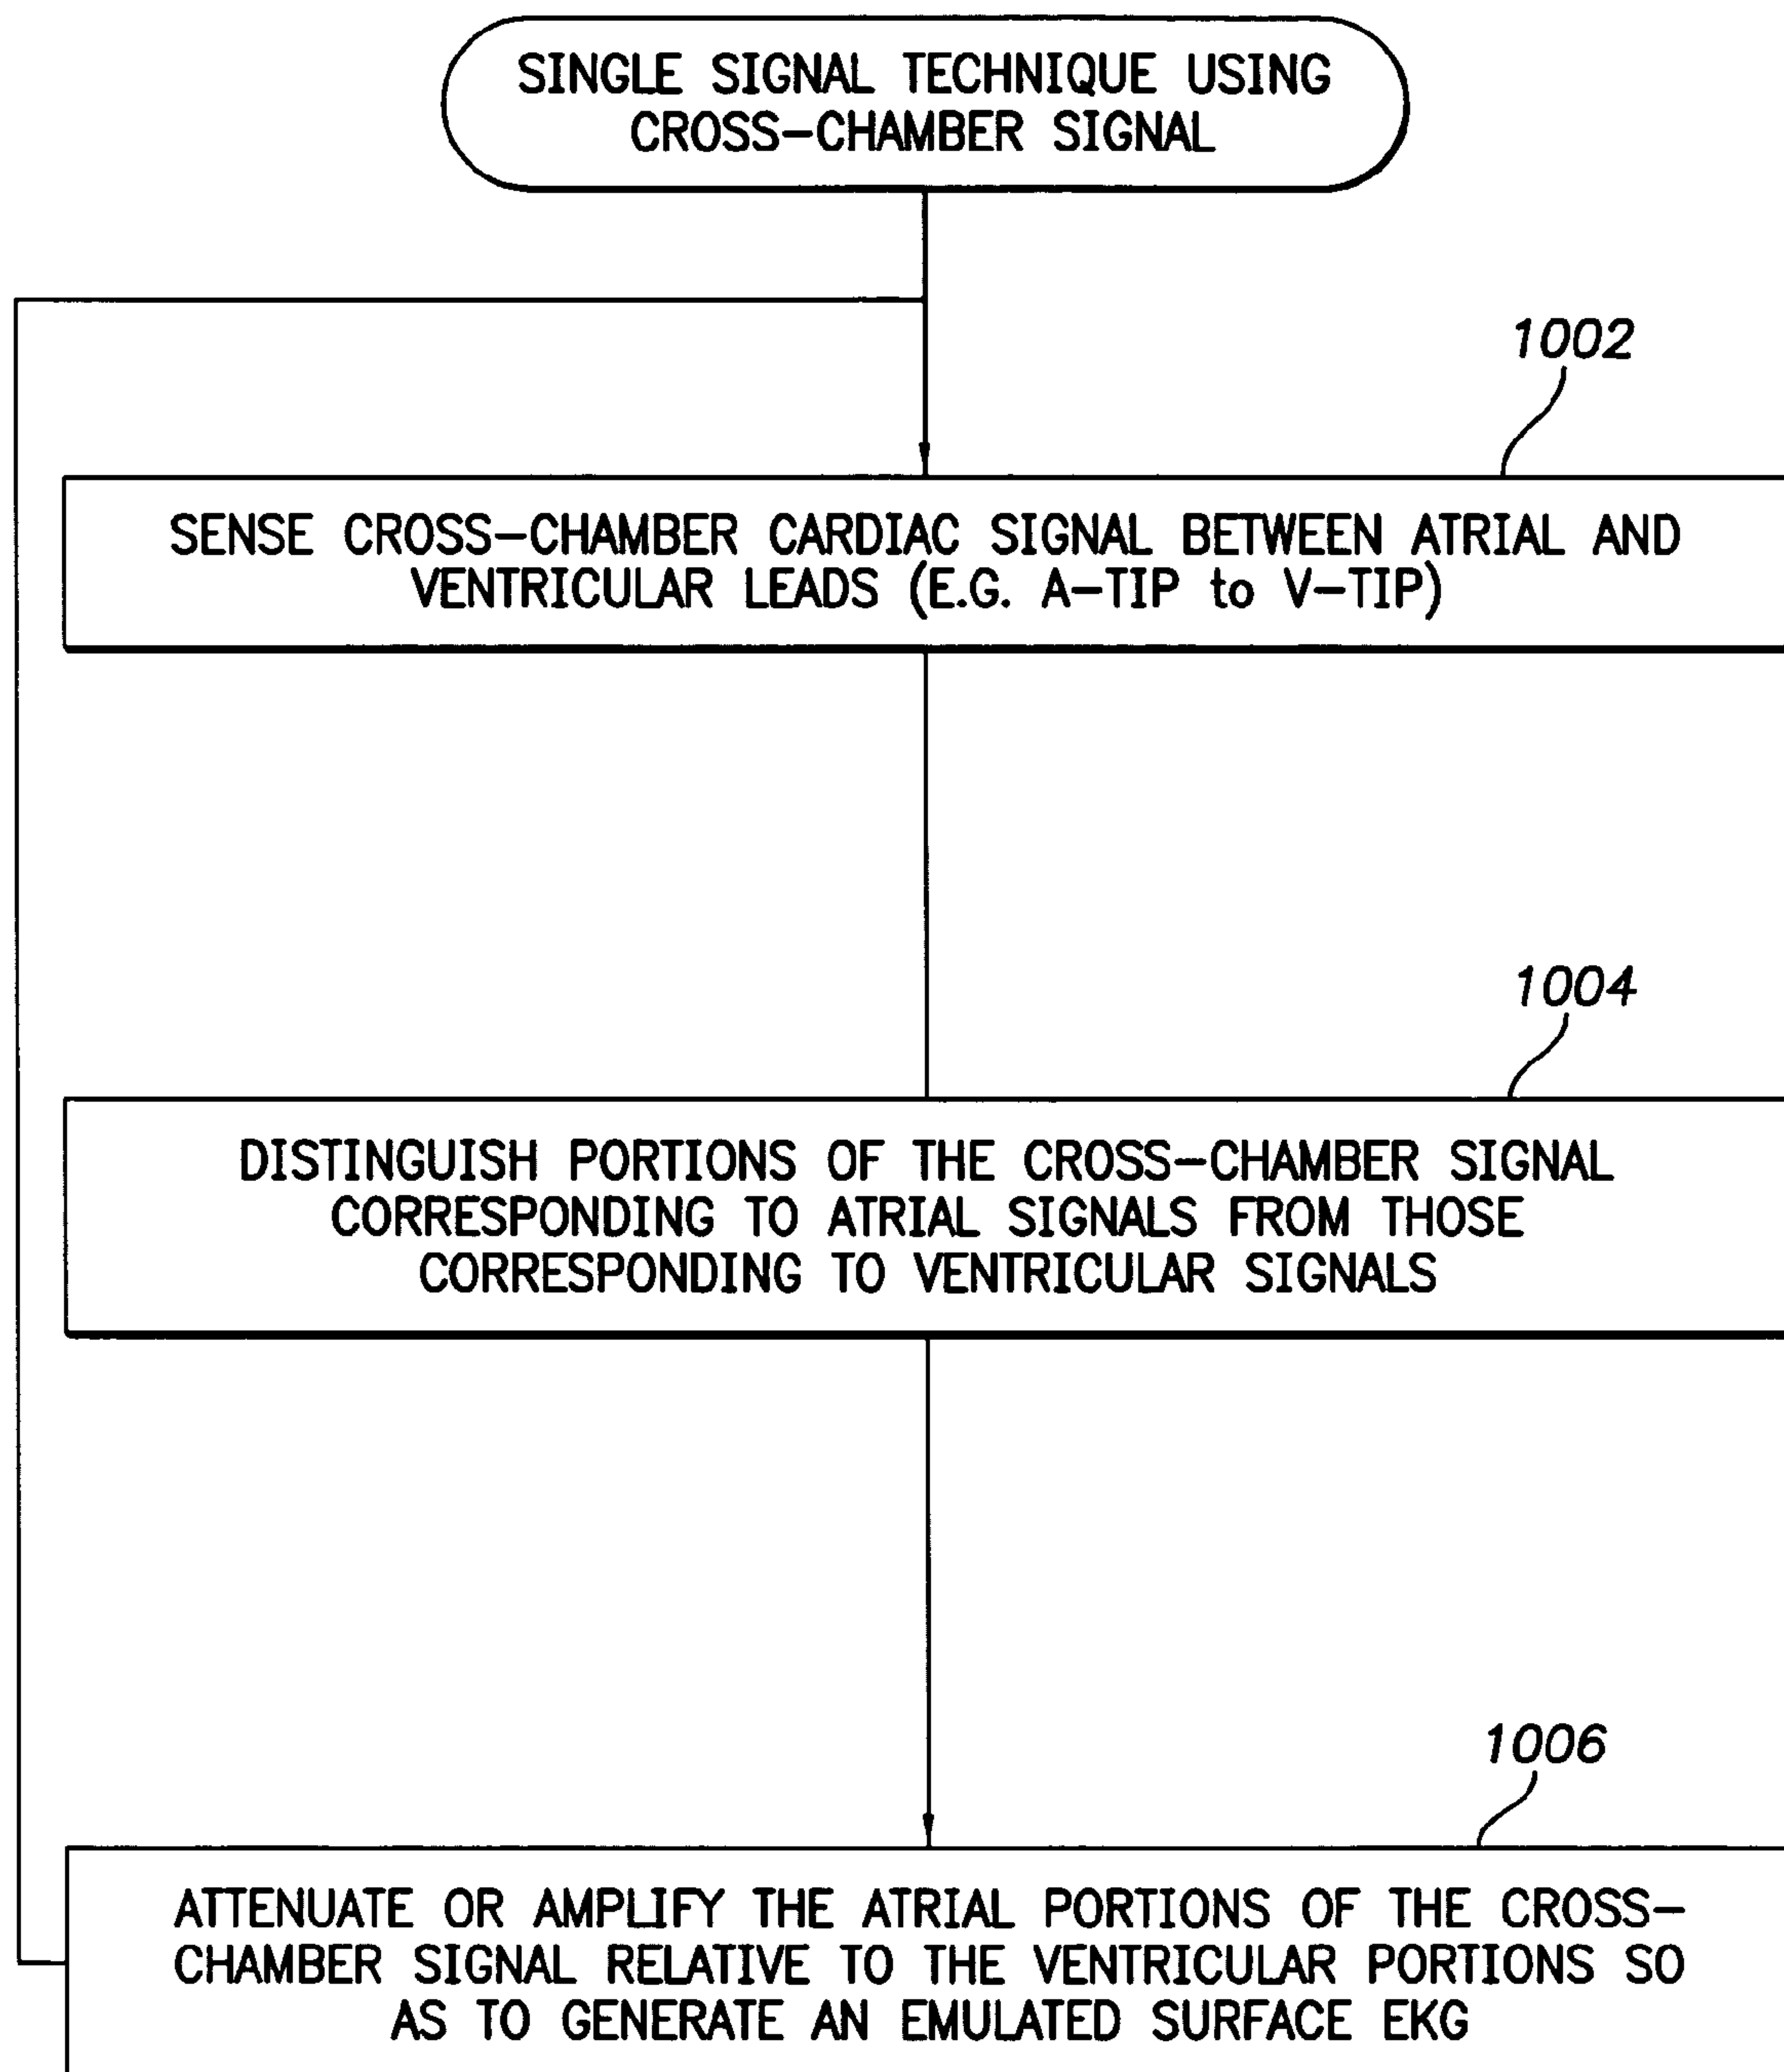 SINGLE SIGNAL TECHNIQUE USING
CROSS-CHAMBER SIGNAL
1002
SENSE CROSS-CHAMBER CARDIAC SIGNAL BETWEEN ATRIAL AND
VENTRICULAR LEADS (E.G. A-TIP to V-TIP)
1004
DISTINGUISH PORTIONS OF THE CROSS-CHAMBER SIGNAL
CORRESPONDING TO ATRIAL SIGNALS FROM THOSE
CORRESPONDING TO VENTRICULAR SIGNALS
1006
ATTENUATE OR AMPLIFY THE ATRIAL PORTIONS OF THE CROSS-
CHAMBER SIGNAL RELATIVE TO THE VENTRICULAR PORTIONS SO
AS TO GENERATE AN EMULATED SURFACE EKG